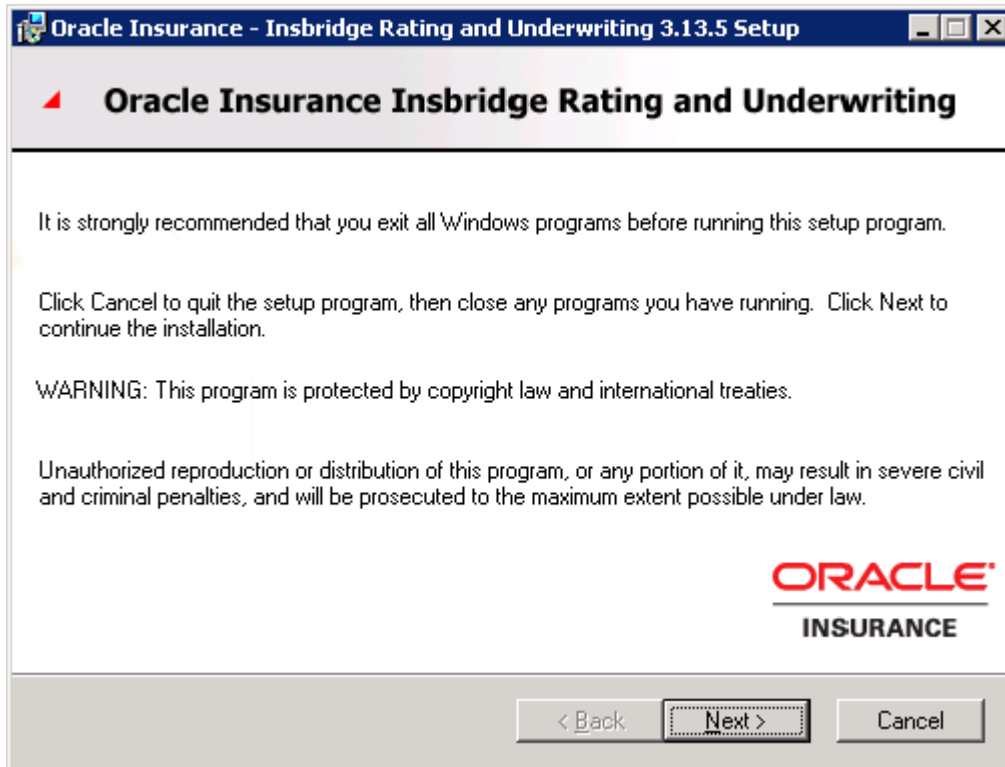 Oracle Insurance - Insbridge Rating and Underwriting 3.13.5 Setup
Oracle Insurance Insbridge Rating and Underwriting
It is strongly recommended that you exit all Windows programs before running this setup program.
Click Cancel to quit the setup program, then close any programs you have running.  Click Next to
continue the installation.
WARNING: This program is protected by copyright law and international treaties.
Unauthorized reproduction or distribution of this program, or any portion of it, may result in severe civil
and criminal penalties, and will be prosecuted to the maximum extent possible under law.
ORACLE
INSURANCE
< Back Next > Cancel